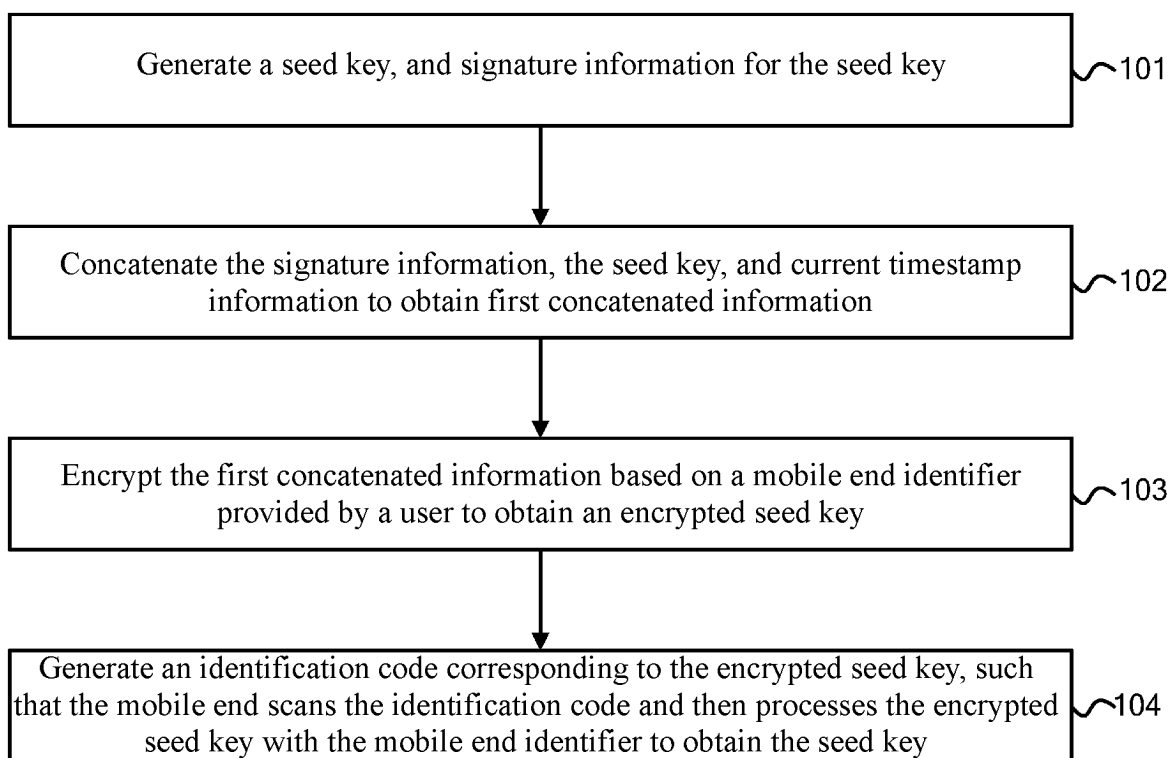 Generate a seed key, and signature information for the seed key
101
Concatenate the signature information, the seed key, and current timestamp
information to obtain first concatenated information
102
Encrypt the first concatenated information based on a mobile end identifier
provided by a user to obtain an encrypted seed key
103
Generate an identification code corresponding to the encrypted seed key, such
that the mobile end scans the identification code and then processes the encrypted
seed key with the mobile end identifier to obtain the seed key
104